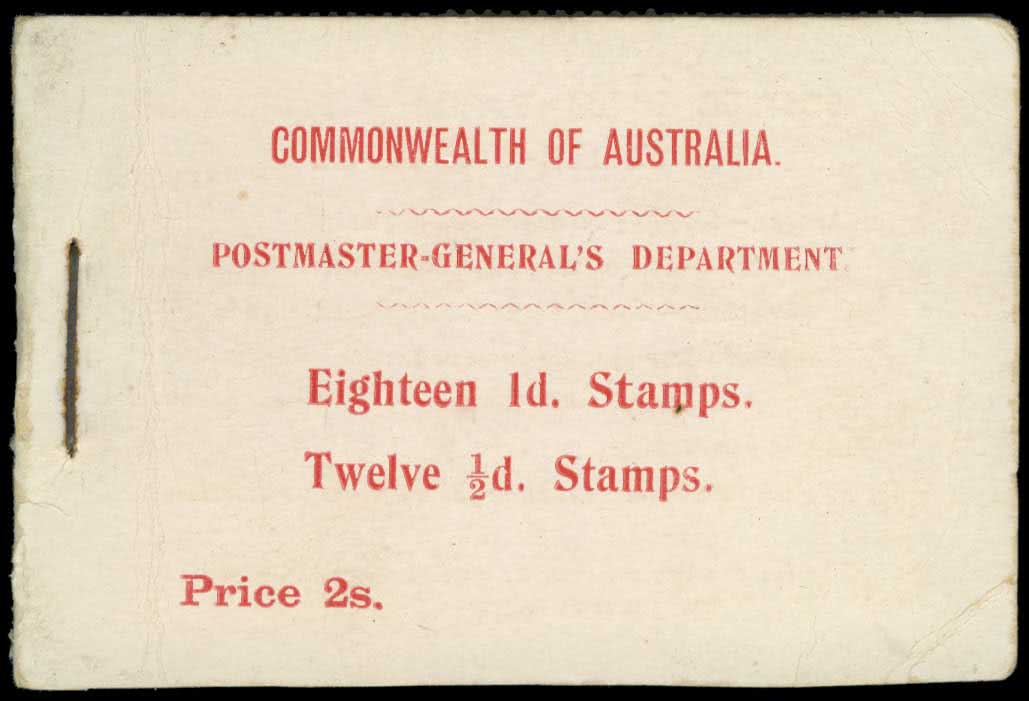 COMMONWEALTH OF AUSTRALIA.
POSTMASTER-GENERAL'S DEPARTMENT
Eighteen 1d. Stamps.
Twelve ½d. Stamps.
Price 2s.